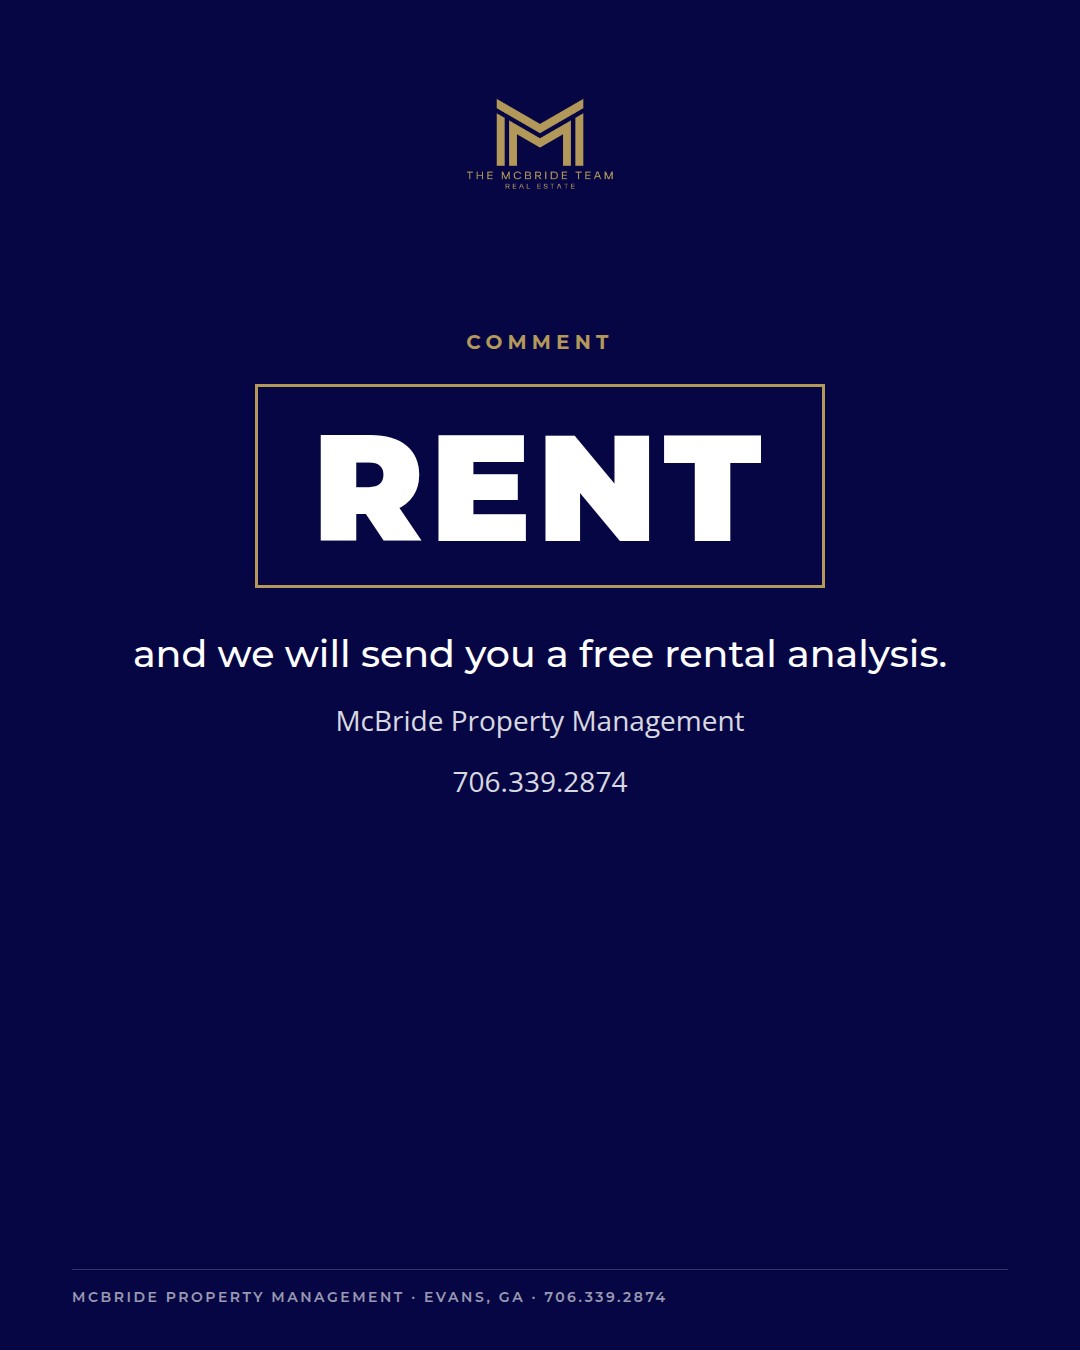 THE MCBRIDE TEAM
REAL ESTATE
COMMENT
RENT
and we will send you a free rental analysis.
McBride Property Management
706.339.2874
MCBRIDE PROPERTY MANAGEMENT · EVANS, GA · 706.339.2874